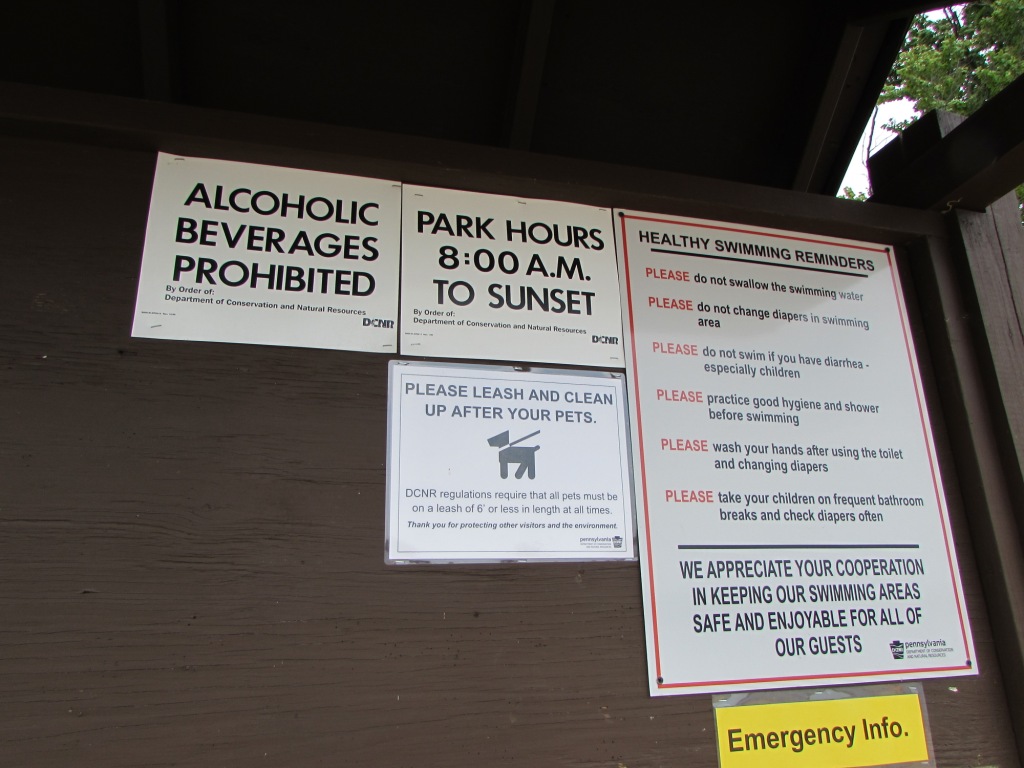 ALCOHOLIC
BEVERAGES
PROHIBITED
By Order of:
Department of Conservation and Natural Resources
DCNR
PARK HOURS
8:00 A.M.
TO SUNSET
By Order of:
Department of Conservation and Natural Resources
DCNR
PLEASE LEASH AND CLEAN
UP AFTER YOUR PETS.
DCNR regulations require that all pets must be
on a leash of 6' or less in length at all times.
Thank you for protecting other visitors and the environment.
pennsylvania
HEALTHY SWIMMING REMINDERS
PLEASE do not swallow the swimming water
PLEASE do not change diapers in swimming
area
PLEASE do not swim if you have diarrhea -
especially children
PLEASE practice good hygiene and shower
before swimming
PLEASE wash your hands after using the toilet
and changing diapers
PLEASE take your children on frequent bathroom
breaks and check diapers often
WE APPRECIATE YOUR COOPERATION
IN KEEPING OUR SWIMMING AREAS
SAFE AND ENJOYABLE FOR ALL OF
OUR GUESTS
DCNR pennsylvania
DEPARTMENT OF CONSERVATION
AND NATURAL RESOURCES
Emergency Info.